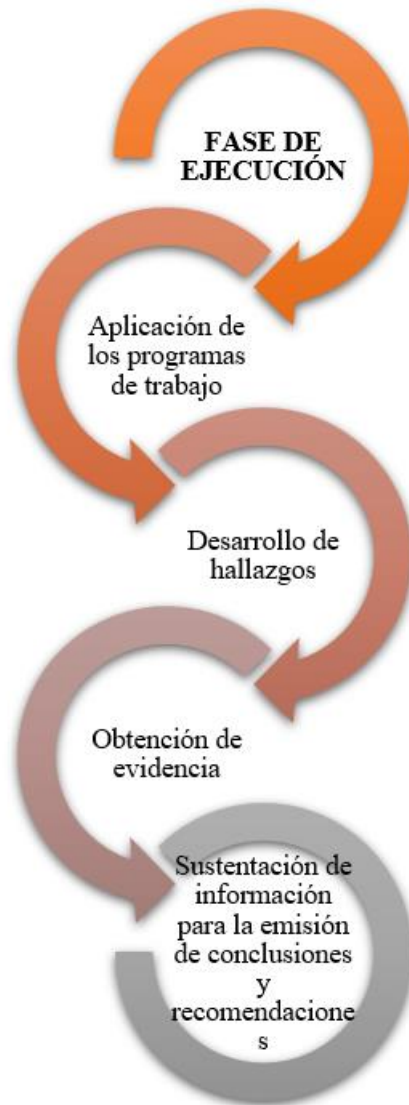 FASE DE
EJECUCIÓN
Aplicación de
los programas
de trabajo
Desarrollo de
hallazgos
Obtención de
evidencia
Sustentación de
información
para la emisión
de conclusiones
y
recomendacione
s